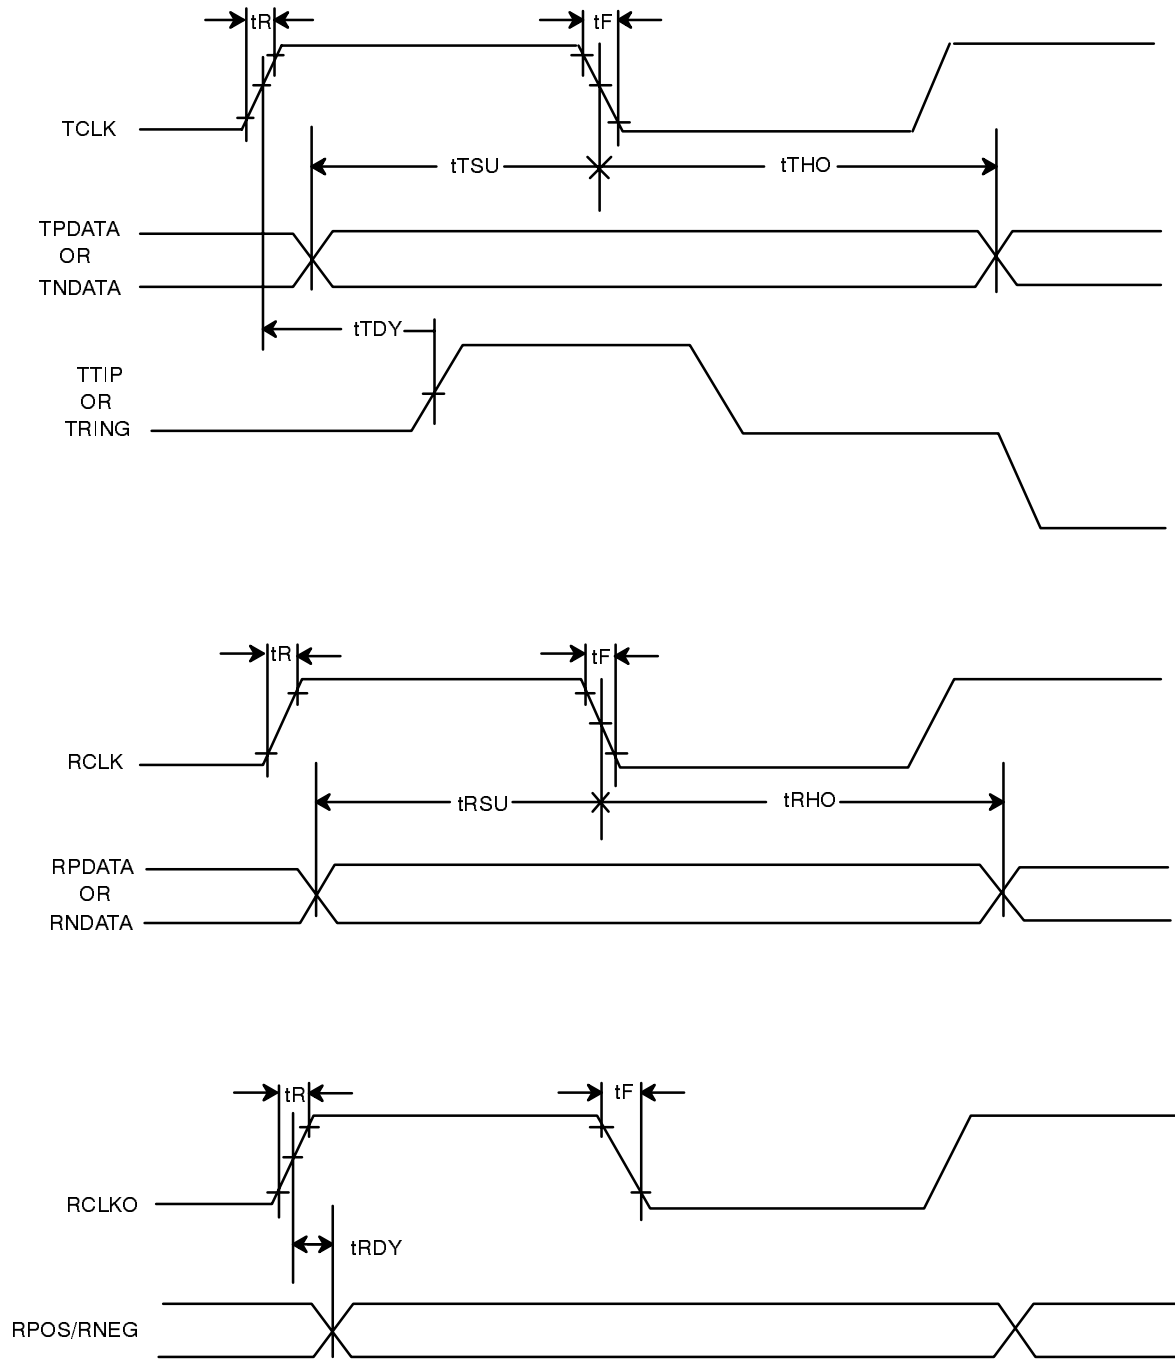 tR
tF
TCLK
tTSU
tTHO
TPDATA
OR
TNDATA
tTDY
TTIP
OR
TRING
tR
tF
RCLK
tRSU
tRHO
RPDATA
OR
RNDATA
tR
tF
RCLKO
tRDY
RPOS/RNEG